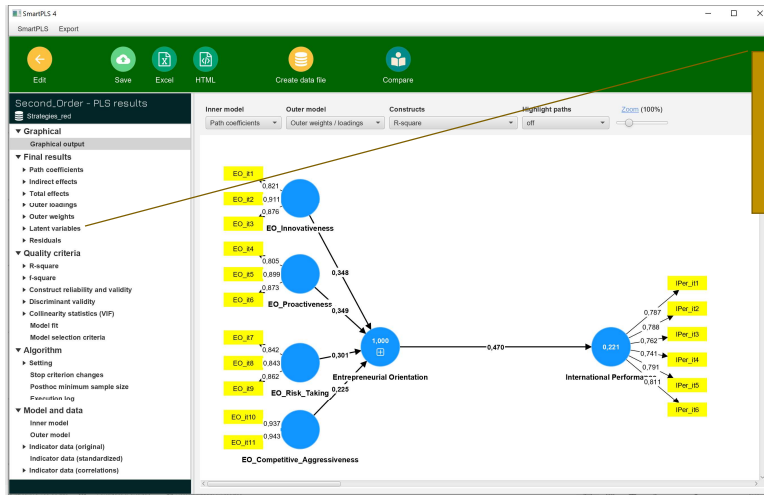 SmartPLS 4
SmartPLS Export
Edit Save Excel HTML Create data file Compare
Second_Order - PLS results
Strategies_red
Graphical
Graphical output
Final results
Path coefficients
Indirect effects
Total effects
Outer loadings
Outer weights
Latent variables
Residuals
Quality criteria
R-square
f-square
Construct reliability and validity
Discriminant validity
Collinearity statistics (VIF)
Model fit
Model selection criteria
Algorithm
Setting
Stop criterion changes
Posthoc minimum sample size
Execution log
Model and data
Inner model
Outer model
Indicator data (original)
Indicator data (standardized)
Indicator data (correlations)
Inner model Outer model Constructs Highlight paths Zoom (100%)
Path coefficients Outer weights / loadings R-square off
EO_it1
0,821
EO_it2 0,911
0,876
EO_it3
EO_Innovativeness
EO_it4
0,805
EO_it5 0,899
0,873
EO_it6
EO_Proactiveness
EO_it7
0,842
EO_it8 0,843
0,862
EO_it9
EO_Risk_Taking
EO_it10
0,937
0,943
EO_it11
EO_Competitive_Aggressiveness
0,348
0,349
0,301
0,225
1,000
Entrepreneurial Orientation
0,470
0,221
International Performance
0,787 IPer_it1
0,788 IPer_it2
0,762 IPer_it3
0,741 IPer_it4
0,791 IPer_it5
0,811 IPer_it6